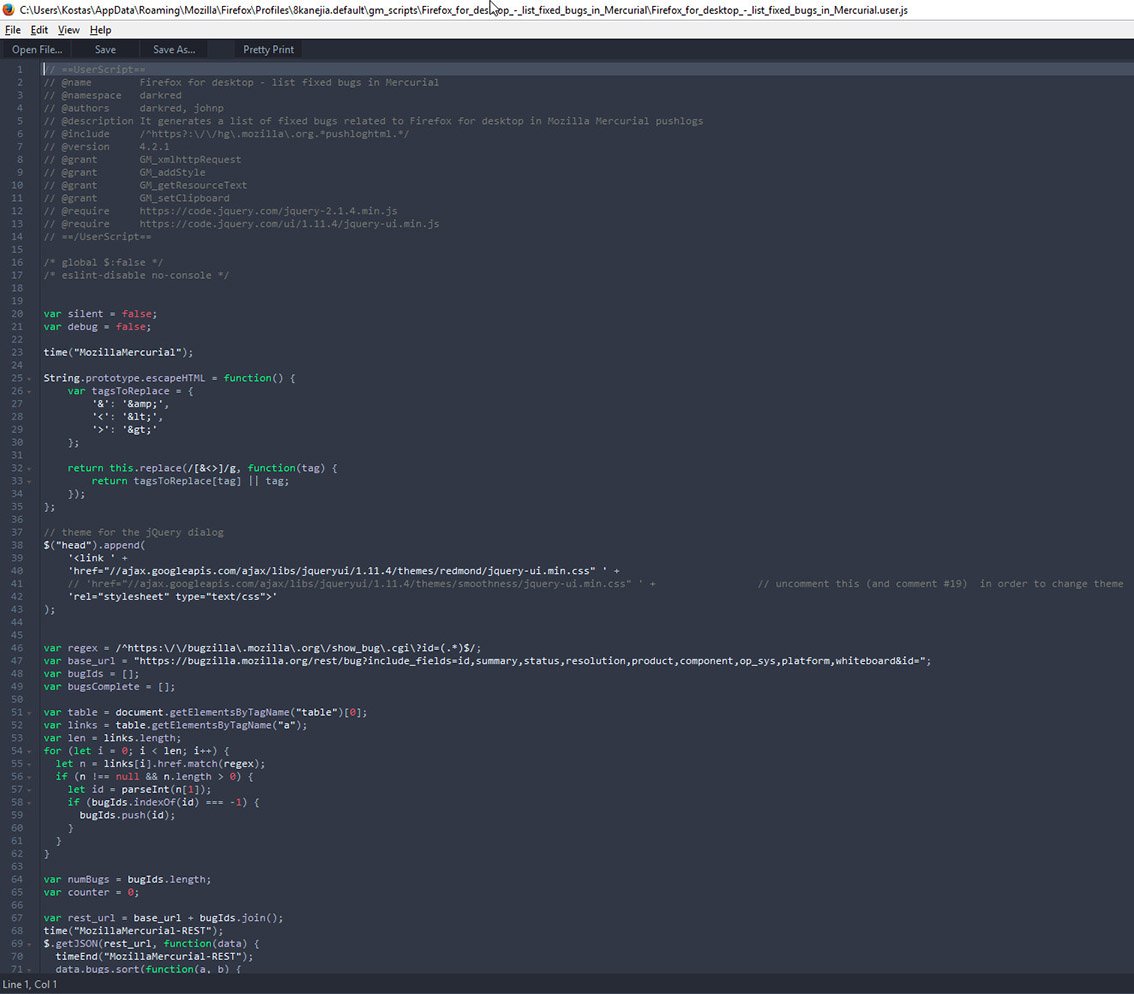 C:\Users\Kostas\AppData\Roaming\Mozilla\Firefox\Profiles\8kanejia.default\gm_scripts\Firefox_for_desktop_-_list_fixed_bugs_in_Mercurial\Firefox_for_desktop_-_list_fixed_bugs_in_Mercurial.user.js
File Edit View Help
Open File... Save Save As... Pretty Print
1 // ==UserScript==
2 // @name        Firefox for desktop - list fixed bugs in Mercurial
3 // @namespace   darkred
4 // @authors     darkred, johnp
5 // @description It generates a list of fixed bugs related to Firefox for desktop in Mozilla Mercurial pushlogs
6 // @include     /^https?:\/\/hg\.mozilla\.org.*pushloghtml.*/
7 // @version     4.2.1
8 // @grant       GM_xmlhttpRequest
9 // @grant       GM_addStyle
10 // @grant       GM_getResourceText
11 // @grant       GM_setClipboard
12 // @require     https://code.jquery.com/jquery-2.1.4.min.js
13 // @require     https://code.jquery.com/ui/1.11.4/jquery-ui.min.js
14 // ==/UserScript==
15
16 /* global $:false */
17 /* eslint-disable no-console */
18
19
20 var silent = false;
21 var debug = false;
22
23 time("MozillaMercurial");
24
25 String.prototype.escapeHTML = function() {
26     var tagsToReplace = {
27         '&': '&amp;',
28         '<': '&lt;',
29         '>': '&gt;'
30     };
31
32     return this.replace(/[&<>]/g, function(tag) {
33         return tagsToReplace[tag] || tag;
34     });
35 };
36
37 // theme for the jQuery dialog
38 $("head").append(
39     '<link ' +
40     'href="//ajax.googleapis.com/ajax/libs/jqueryui/1.11.4/themes/redmond/jquery-ui.min.css" ' +
41     // 'href="//ajax.googleapis.com/ajax/libs/jqueryui/1.11.4/themes/smoothness/jquery-ui.min.css" ' +                 // uncomment this (and comment #19)  in order to change theme
42     'rel="stylesheet" type="text/css">'
43 );
44
45
46 var regex = /^https:\/\/bugzilla\.mozilla\.org\/show_bug\.cgi\?id=(.*)$/;
47 var base_url = "https://bugzilla.mozilla.org/rest/bug?include_fields=id,summary,status,resolution,product,component,op_sys,platform,whiteboard&id=";
48 var bugIds = [];
49 var bugsComplete = [];
50
51 var table = document.getElementsByTagName("table")[0];
52 var links = table.getElementsByTagName("a");
53 var len = links.length;
54 for (let i = 0; i < len; i++) {
55   let n = links[i].href.match(regex);
56   if (n !== null && n.length > 0) {
57     let id = parseInt(n[1]);
58     if (bugIds.indexOf(id) === -1) {
59       bugIds.push(id);
60     }
61   }
62 }
63
64 var numBugs = bugIds.length;
65 var counter = 0;
66
67 var rest_url = base_url + bugIds.join();
68 time("MozillaMercurial-REST");
69 $.getJSON(rest_url, function(data) {
70   timeEnd("MozillaMercurial-REST");
71   data.bugs.sort(function(a, b) {
Line 1, Col 1